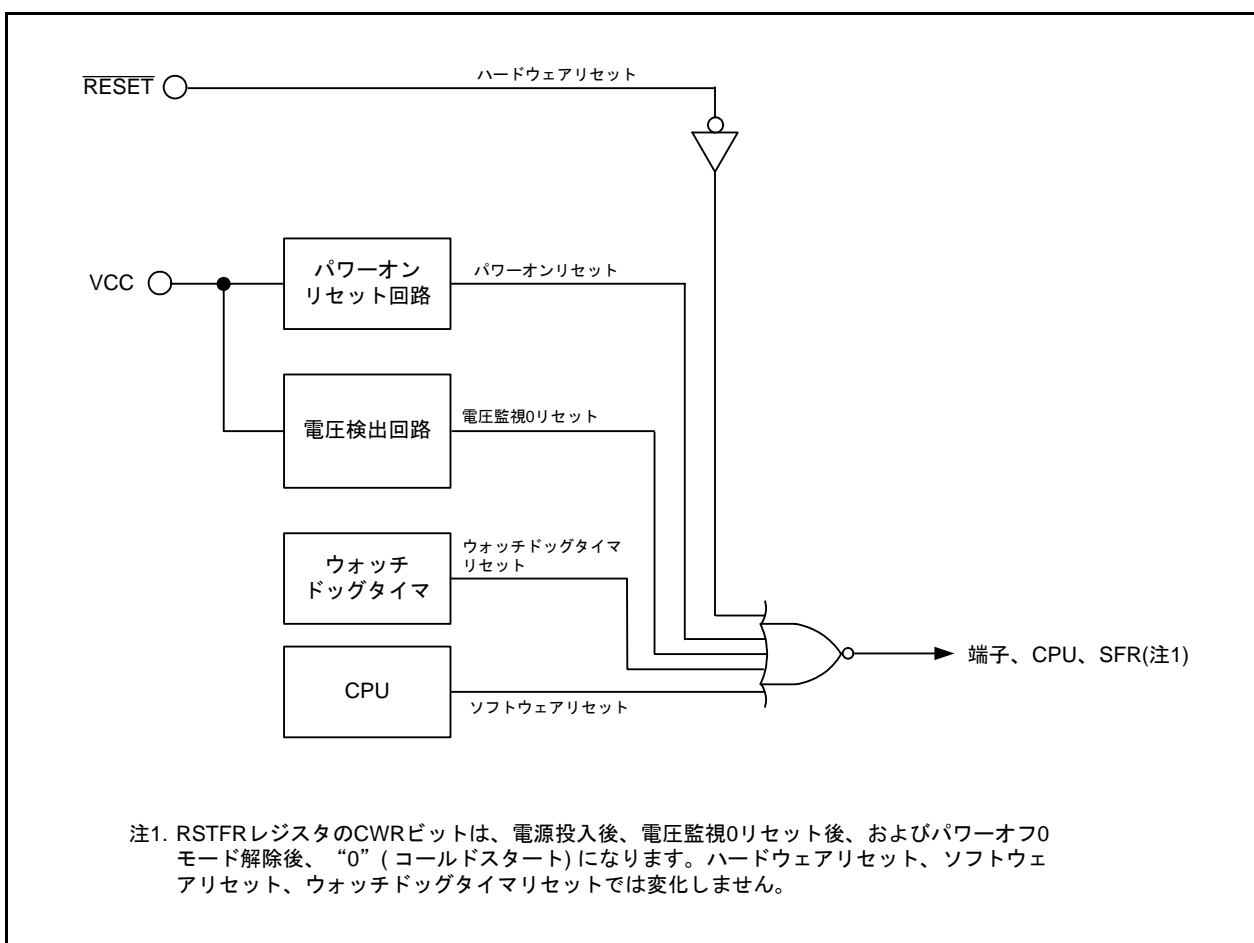 RESET
ハードウェアリセット
VCC
パワーオン
リセット回路
パワーオンリセット
電圧検出回路
電圧監視0リセット
ウォッチ
ドッグタイマ
ウォッチドッグタイマ
リセット
CPU
ソフトウェアリセット
端子、CPU、SFR(注1)
注1. RSTFRレジスタのCWRビットは、電源投入後、電圧監視0リセット後、およびパワーオフ0
モード解除後、“0”( コールドスタート) になります。ハードウェアリセット、ソフトウェ
アリセット、ウォッチドッグタイマリセットでは変化しません。